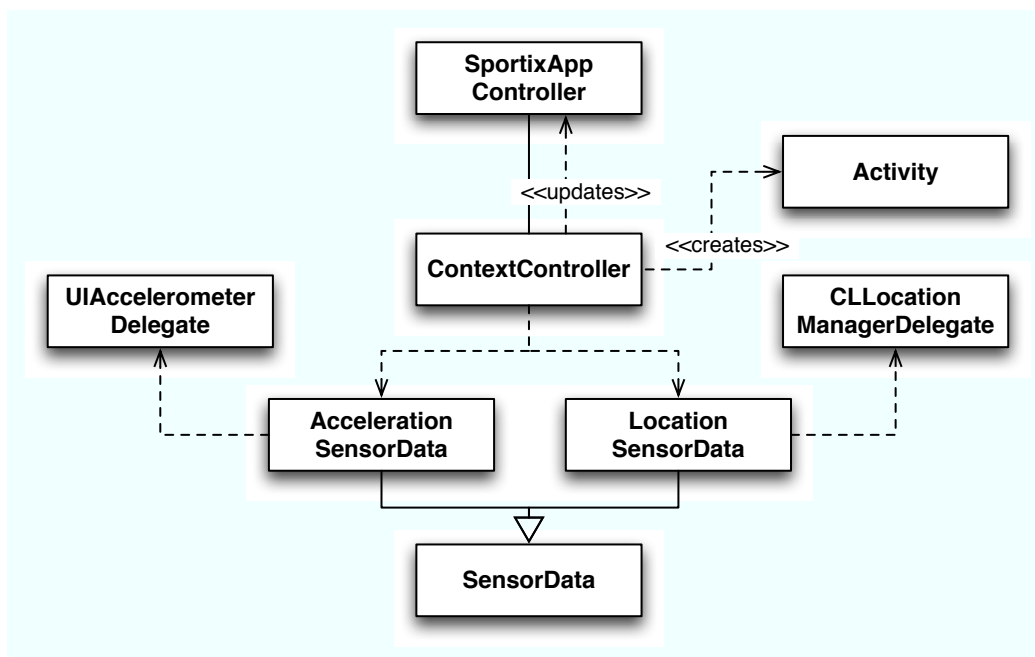 SportixApp
Controller
Activity
<<updates>>
<<creates>>
ContextController
UIAccelerometer
Delegate
CLLocation
ManagerDelegate
Acceleration
SensorData
Location
SensorData
SensorData